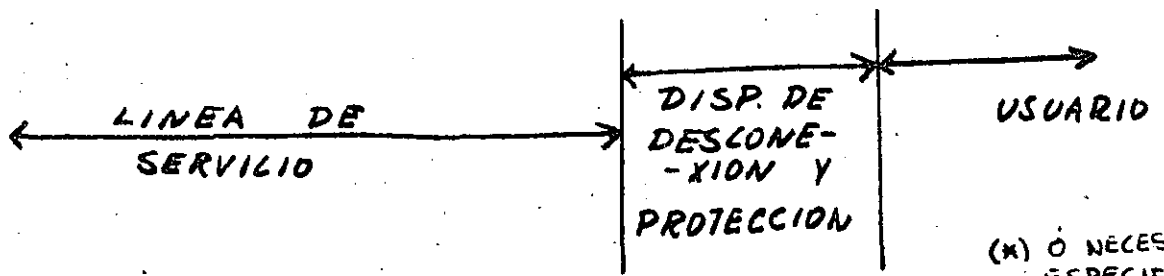 LINEA DE
SERVICIO
DISP. DE
DESCONE-
-XION Y
PROTECCION
USUARIO
(*) Ó NECES